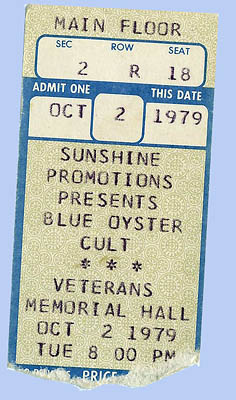 MAIN FLOOR
SEC ROW SEAT
2 R 18
ADMIT ONE THIS DATE
OCT 2 1979
SUNSHINE
PROMOTIONS
PRESENTS
BLUE OYSTER
CULT
* * *
VETERANS
MEMORIAL HALL
OCT 2 1979
TUE 8 00 PM
PRICE